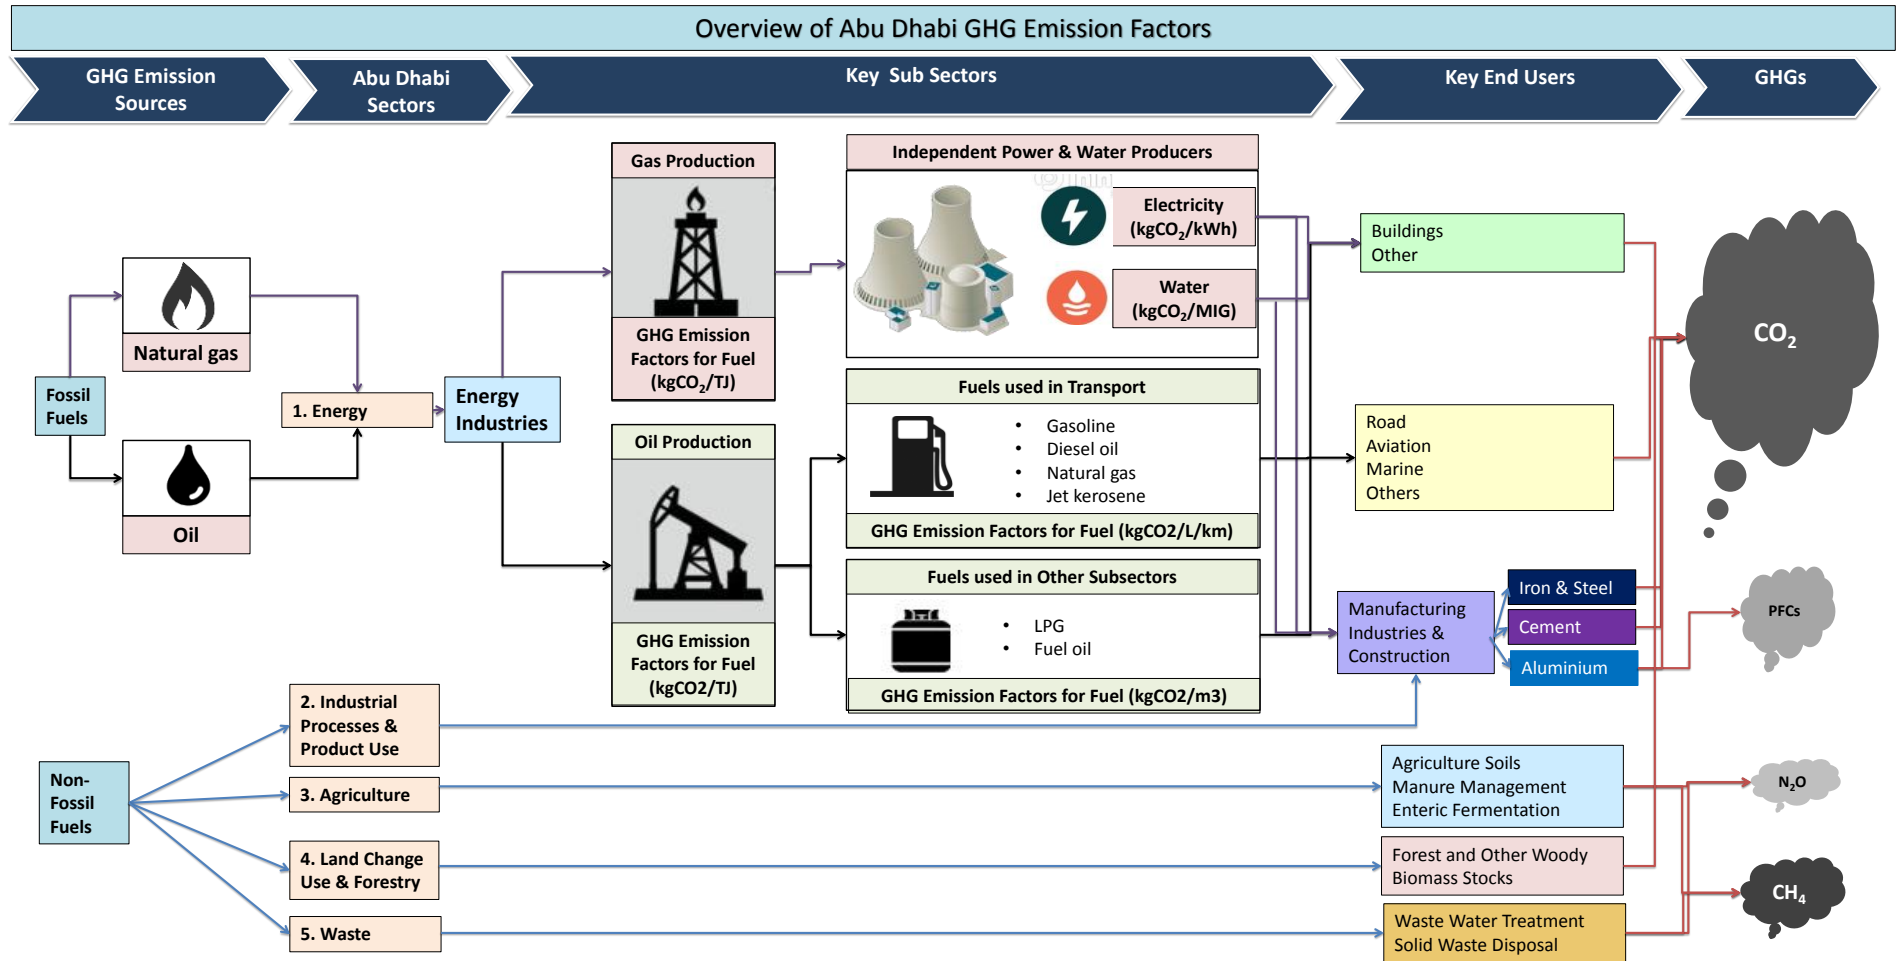 Overview of Abu Dhabi GHG Emission Factors
GHG Emission
Sources
Abu Dhabi
Sectors
Key Sub Sectors
Key End Users
GHGs
Fossil
Fuels
Natural gas
Oil
1. Energy
Energy
Industries
Gas Production
GHG Emission
Factors for Fuel
(kgCO₂/TJ)
Oil Production
GHG Emission
Factors for Fuel
(kgCO2/TJ)
Independent Power & Water Producers
Electricity
(kgCO₂/kWh)
Water
(kgCO₂/MIG)
Fuels used in Transport
• Gasoline
• Diesel oil
• Natural gas
• Jet kerosene
GHG Emission Factors for Fuel (kgCO2/L/km)
Fuels used in Other Subsectors
• LPG
• Fuel oil
GHG Emission Factors for Fuel (kgCO2/m3)
Buildings
Other
Road
Aviation
Marine
Others
Manufacturing
Industries &
Construction
Iron & Steel
Cement
Aluminium
CO₂
PFCs
Non-
Fossil
Fuels
2. Industrial
Processes &
Product Use
3. Agriculture
4. Land Change
Use & Forestry
5. Waste
Agriculture Soils
Manure Management
Enteric Fermentation
Forest and Other Woody
Biomass Stocks
Waste Water Treatment
Solid Waste Disposal
N₂O
CH₄